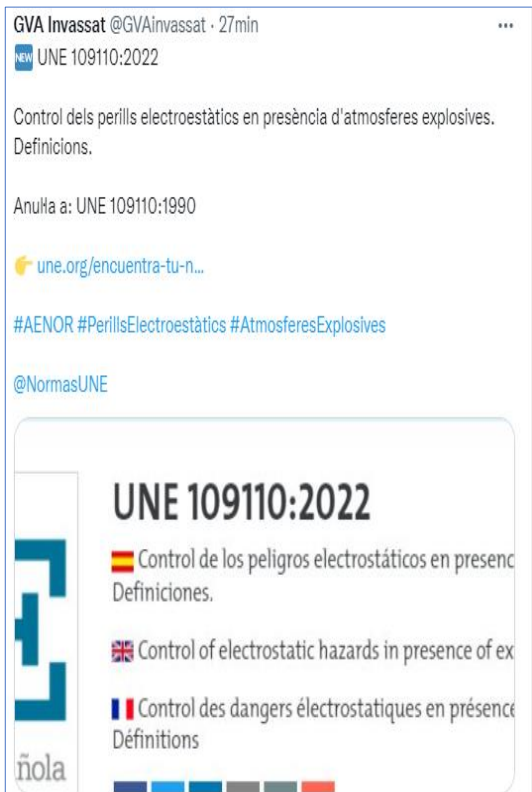 GVA Invassat @GVAinvassat · 27min
NEW UNE 109110:2022
Control dels perills electroestàtics en presència d'atmosferes explosives.
Definicions.
Anul·la a: UNE 109110:1990
👉 une.org/encuentra-tu-n...
#AENOR #PerillsElectroestàtics #AtmosferesExplosives
@NormasUNE
UNE 109110:2022
Control de los peligros electrostáticos en presenc
Definiciones.
Control of electrostatic hazards in presence of ex
Control des dangers électrostatiques en présence
Définitions
E
ñola